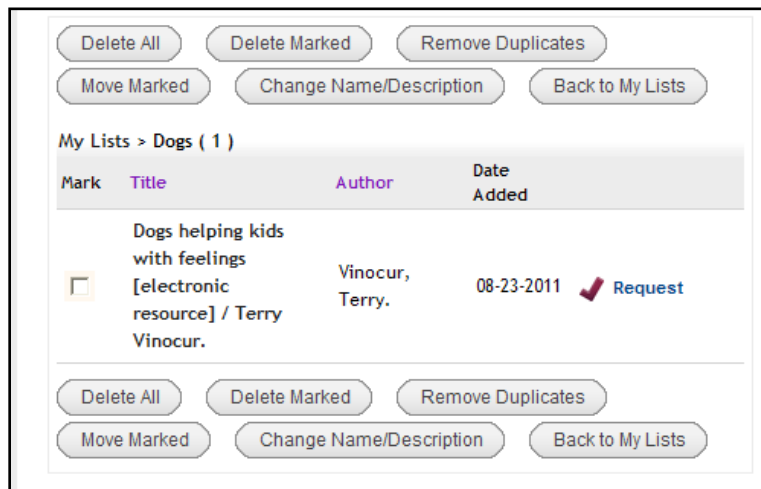 Delete All Delete Marked Remove Duplicates
Move Marked Change Name/Description Back to My Lists
My Lists > Dogs ( 1 )
Mark Title Author Date Added
Dogs helping kids
with feelings
[electronic
resource] / Terry
Vinocur.
Vinocur,
Terry.
08-23-2011 Request
Delete All Delete Marked Remove Duplicates
Move Marked Change Name/Description Back to My Lists